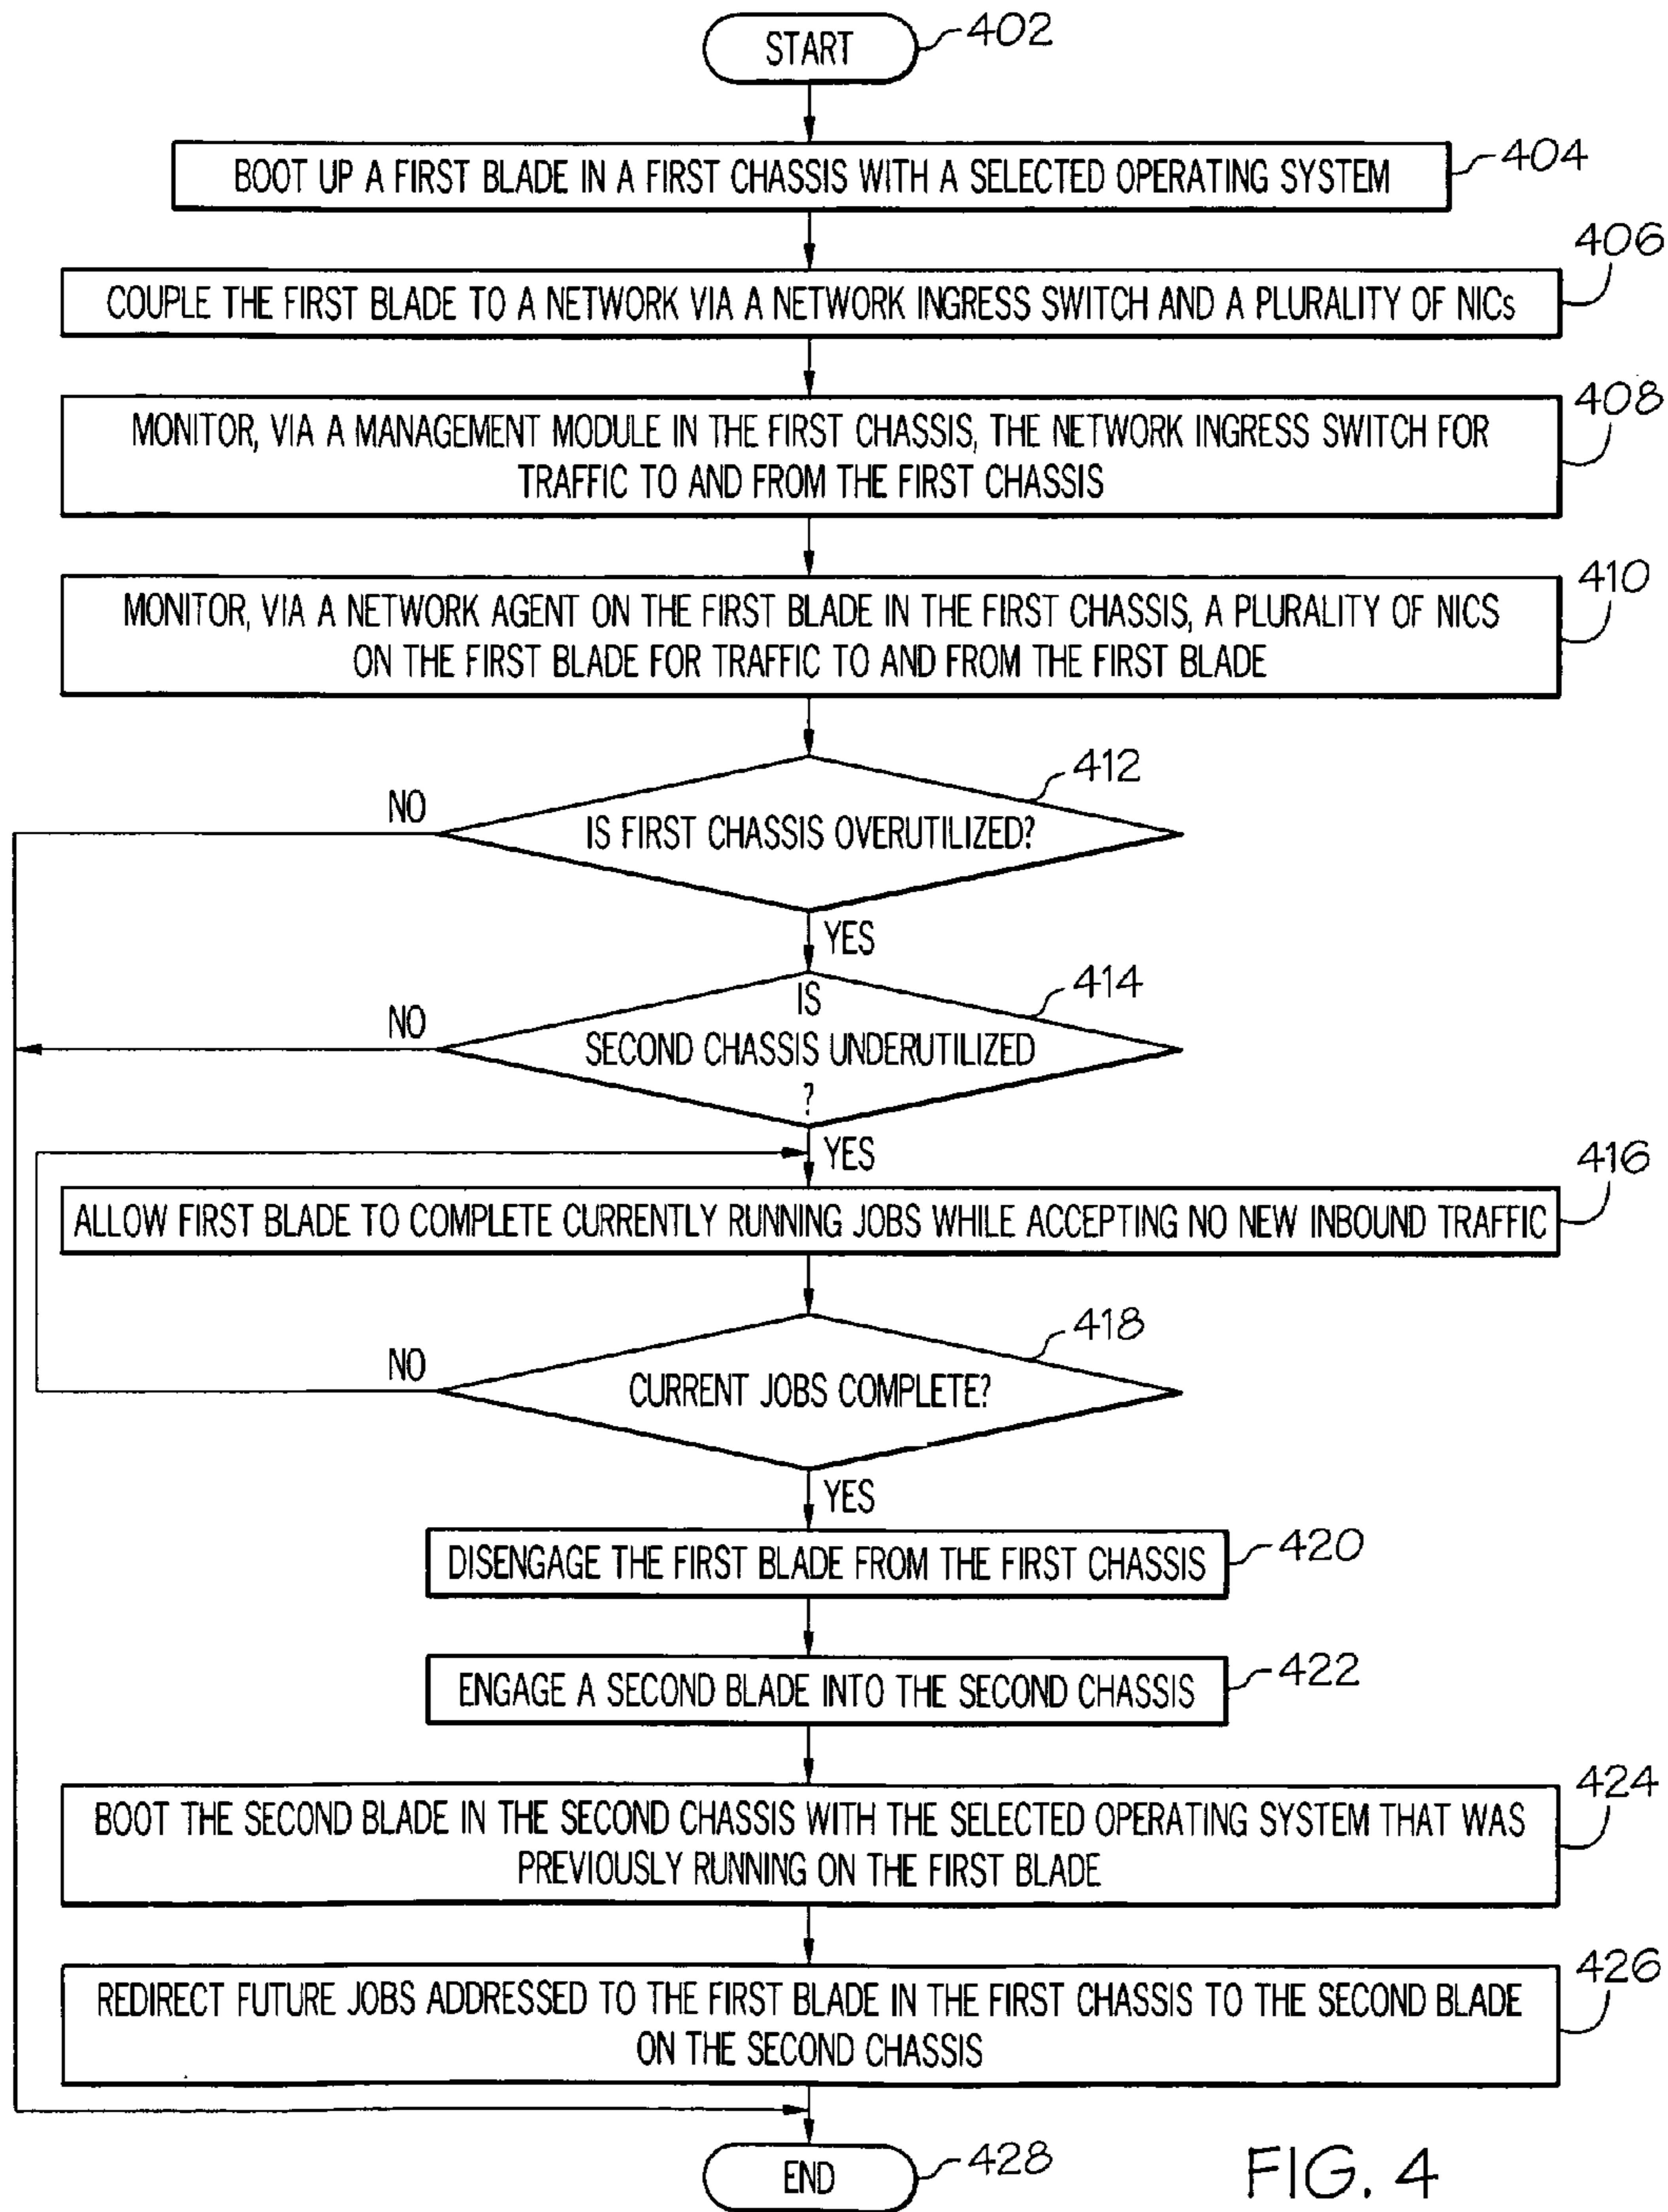 START
402
BOOT UP A FIRST BLADE IN A FIRST CHASSIS WITH A SELECTED OPERATING SYSTEM
404
406
COUPLE THE FIRST BLADE TO A NETWORK VIA A NETWORK INGRESS SWITCH AND A PLURALITY OF NICs
408
MONITOR, VIA A MANAGEMENT MODULE IN THE FIRST CHASSIS, THE NETWORK INGRESS SWITCH FOR
TRAFFIC TO AND FROM THE FIRST CHASSIS
410
MONITOR, VIA A NETWORK AGENT ON THE FIRST BLADE IN THE FIRST CHASSIS, A PLURALITY OF NICS
ON THE FIRST BLADE FOR TRAFFIC TO AND FROM THE FIRST BLADE
412
NO
IS FIRST CHASSIS OVERUTILIZED?
YES
414
NO
IS
SECOND CHASSIS UNDERUTILIZED
?
YES
416
ALLOW FIRST BLADE TO COMPLETE CURRENTLY RUNNING JOBS WHILE ACCEPTING NO NEW INBOUND TRAFFIC
418
NO
CURRENT JOBS COMPLETE?
YES
DISENGAGE THE FIRST BLADE FROM THE FIRST CHASSIS
420
ENGAGE A SECOND BLADE INTO THE SECOND CHASSIS
422
424
BOOT THE SECOND BLADE IN THE SECOND CHASSIS WITH THE SELECTED OPERATING SYSTEM THAT WAS
PREVIOUSLY RUNNING ON THE FIRST BLADE
426
REDIRECT FUTURE JOBS ADDRESSED TO THE FIRST BLADE IN THE FIRST CHASSIS TO THE SECOND BLADE
ON THE SECOND CHASSIS
END
428
FIG. 4